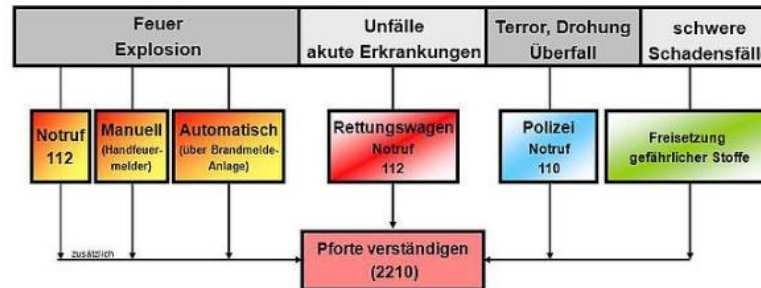 Feuer
Explosion
Unfälle
akute Erkrankungen
Terror, Drohung
Überfall
schwere
Schadensfälle
Notruf
112
Manuell
(Handfeuer-
melder)
Automatisch
(über Brandmelde-
Anlage)
Rettungswagen
Notruf
112
Polizei
Notruf
110
Freisetzung
gefährlicher Stoffe
zusätzlich
Pforte verständigen
(2210)